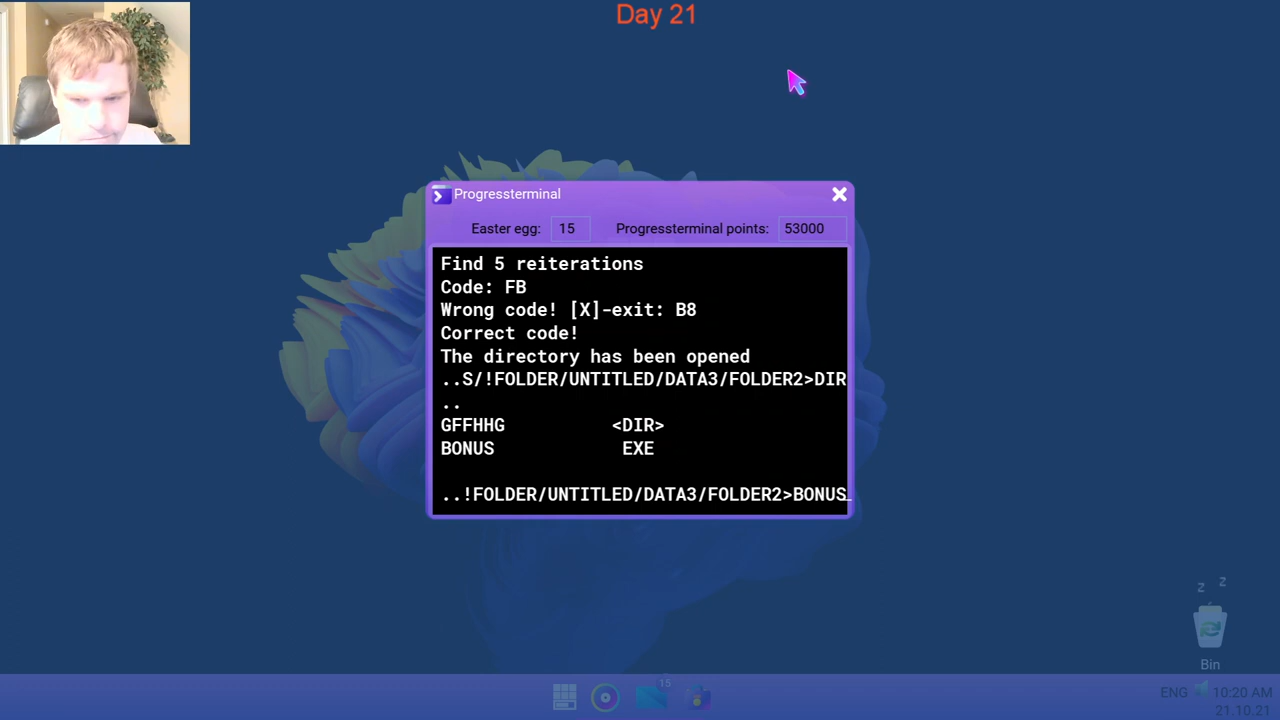 Day 21
Progressterminal
Easter egg: 15 Progressterminal points: 53000
Find 5 reiterations
Code: FB
Wrong code! [X]-exit: B8
Correct code!
The directory has been opened
..S/!FOLDER/UNTITLED/DATA3/FOLDER2>DIR
..
GFFHHG <DIR>
BONUS EXE
..!FOLDER/UNTITLED/DATA3/FOLDER2>BONUS_
z z
Bin
15
ENG 10:20 AM
21.10.21